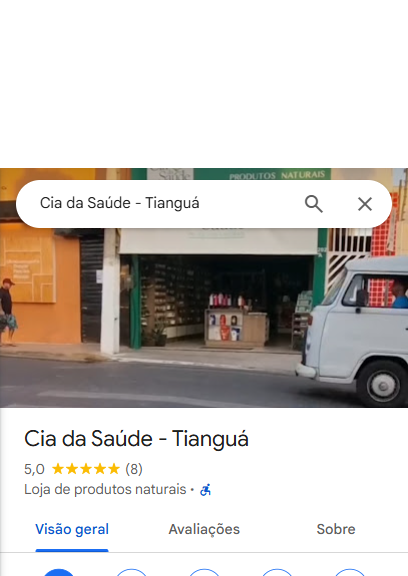 PRODUTOS NATURAIS
Cia da Saúde - Tianguá
Cia da Saúde - Tianguá
5,0 (8)
Loja de produtos naturais ·
Visão geral
Avaliações
Sobre